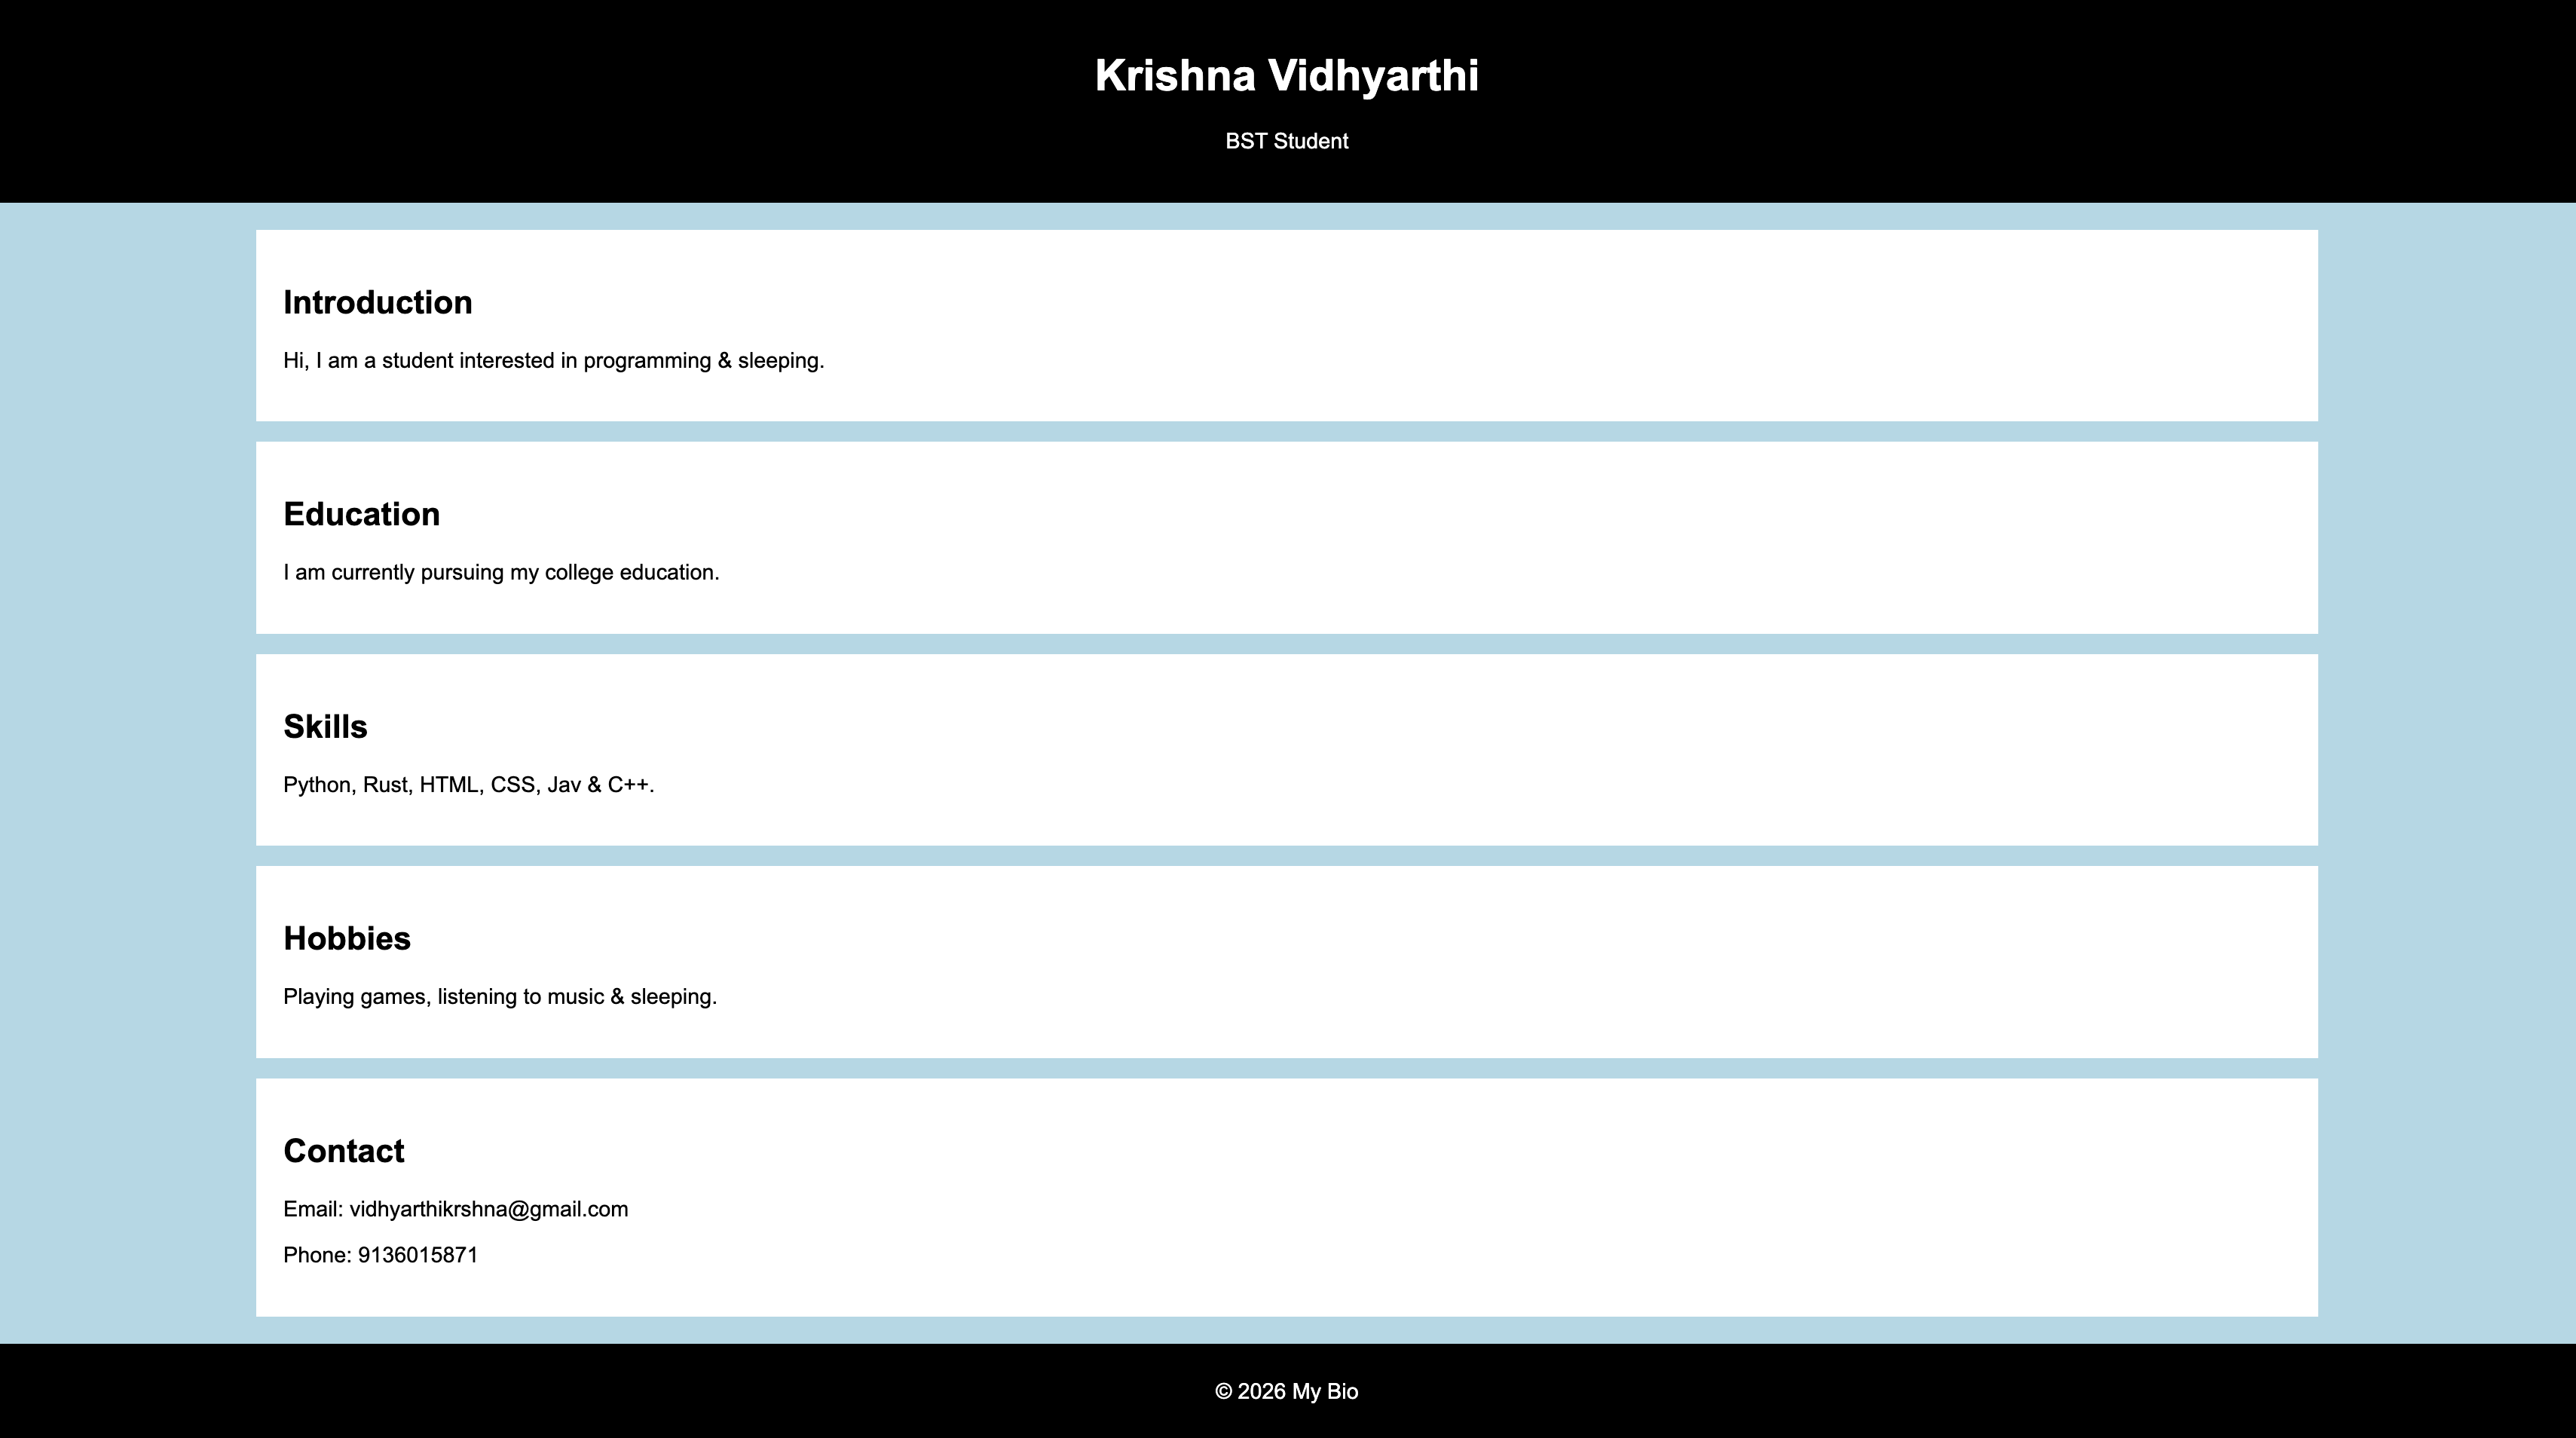 Krishna Vidhyarthi
BST Student
Introduction
Hi, I am a student interested in programming & sleeping.
Education
I am currently pursuing my college education.
Skills
Python, Rust, HTML, CSS, Jav & C++.
Hobbies
Playing games, listening to music & sleeping.
Contact
Email: vidhyarthikrshna@gmail.com
Phone: 9136015871
© 2026 My Bio